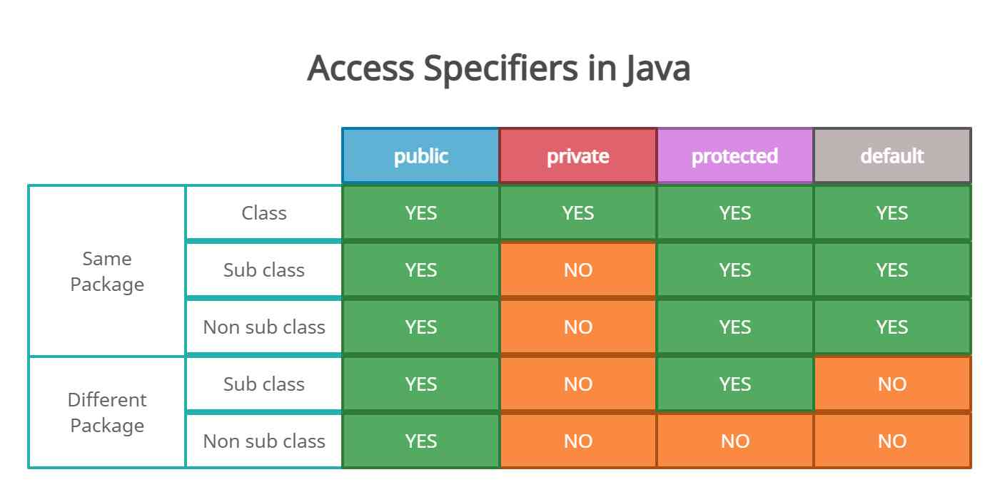 Access Specifiers in Java
public private protected default
Same
Package
Class YES YES YES YES
Sub class YES NO YES YES
Non sub class YES NO YES YES
Different
Package
Sub class YES NO YES NO
Non sub class YES NO NO NO